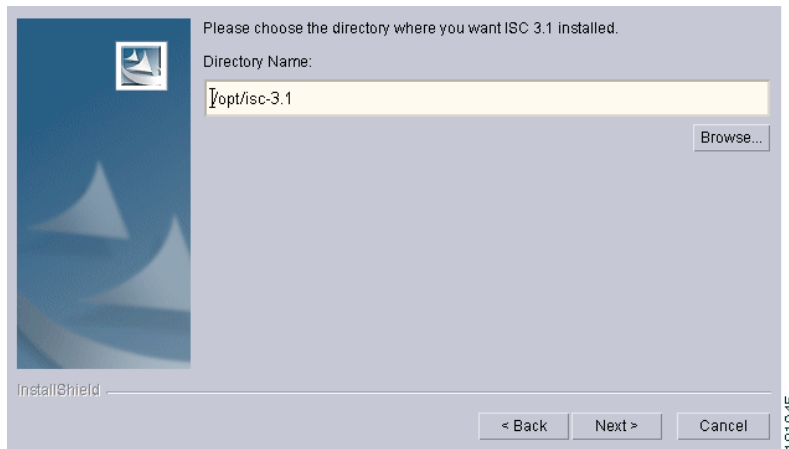 Please choose the directory where you want ISC 3.1 installed.
Directory Name:
/opt/isc-3.1
Browse...
InstallShield
< Back
Next >
Cancel